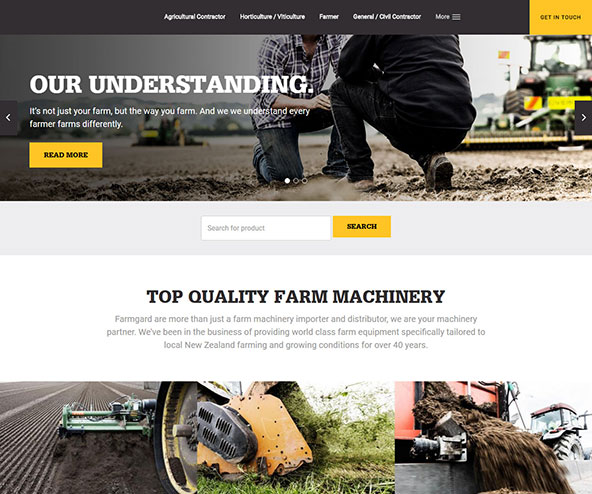 Agricultural Contractor Horticulture / Viticulture Farmer General / Civil Contractor More GET IN TOUCH
OUR UNDERSTANDING.
It's not just your farm, but the way you farm. And we we understand every
farmer farms differently.
READ MORE
Search for product SEARCH
TOP QUALITY FARM MACHINERY
Farmgard are more than just a farm machinery importer and distributor, we are your machinery
partner. We've been in the business of providing world class farm equipment specifically tailored to
local New Zealand farming and growing conditions for over 40 years.